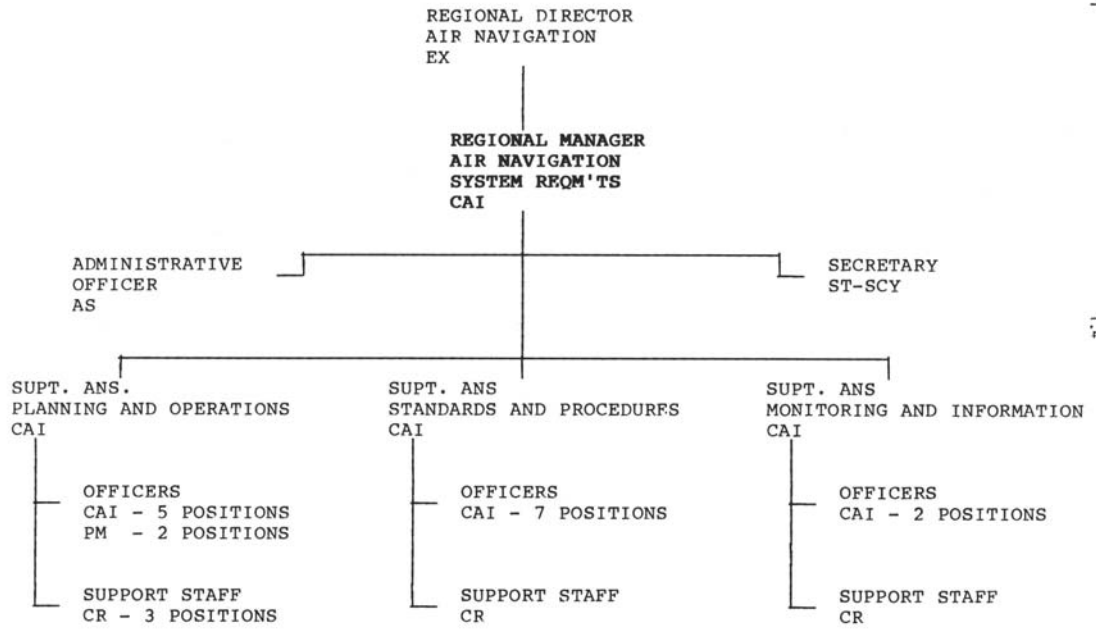 REGIONAL DIRECTOR
AIR NAVIGATION
EX
REGIONAL MANAGER
AIR NAVIGATION
SYSTEM REQM'TS
CAI
ADMINISTRATIVE
OFFICER
AS
SECRETARY
ST-SCY
SUPT. ANS.
PLANNING AND OPERATIONS
CAI
OFFICERS
CAI - 5 POSITIONS
PM - 2 POSITIONS
SUPPORT STAFF
CR - 3 POSITIONS
SUPT. ANS
STANDARDS AND PROCEDURES
CAI
OFFICERS
CAI - 7 POSITIONS
SUPPORT STAFF
CR
SUPT. ANS
MONITORING AND INFORMATION
CAI
OFFICERS
CAI - 2 POSITIONS
SUPPORT STAFF
CR